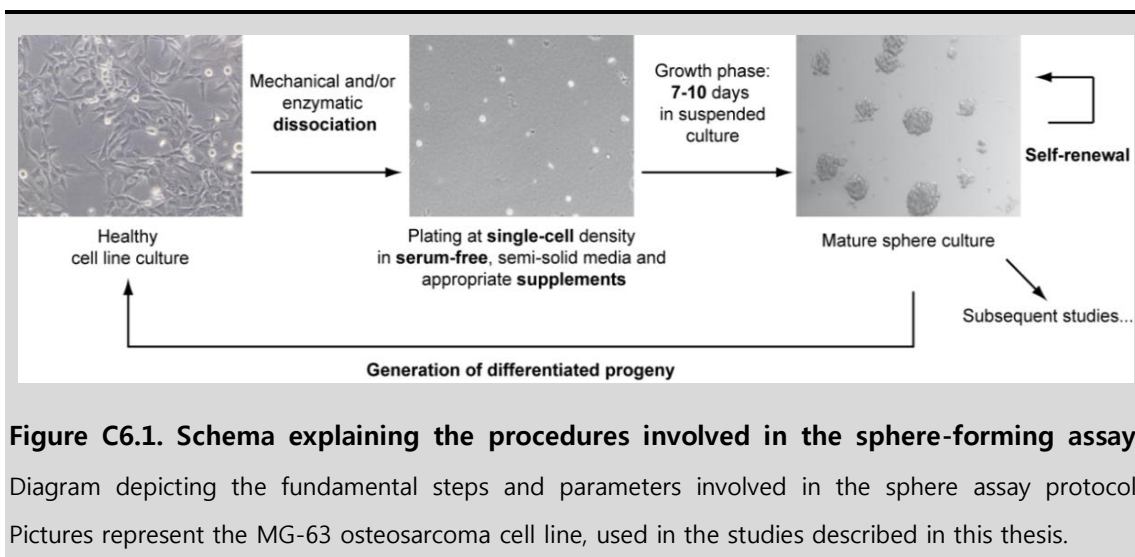 Mechanical and/or
enzymatic
dissociation
Growth phase:
7-10 days
in suspended
culture
Self-renewal
Healthy
cell line culture
Plating at single-cell density
in serum-free, semi-solid media and
appropriate supplements
Mature sphere culture
Subsequent studies...
Generation of differentiated progeny
Figure C6.1. Schema explaining the procedures involved in the sphere-forming assay
Diagram depicting the fundamental steps and parameters involved in the sphere assay protocol
Pictures represent the MG-63 osteosarcoma cell line, used in the studies described in this thesis.